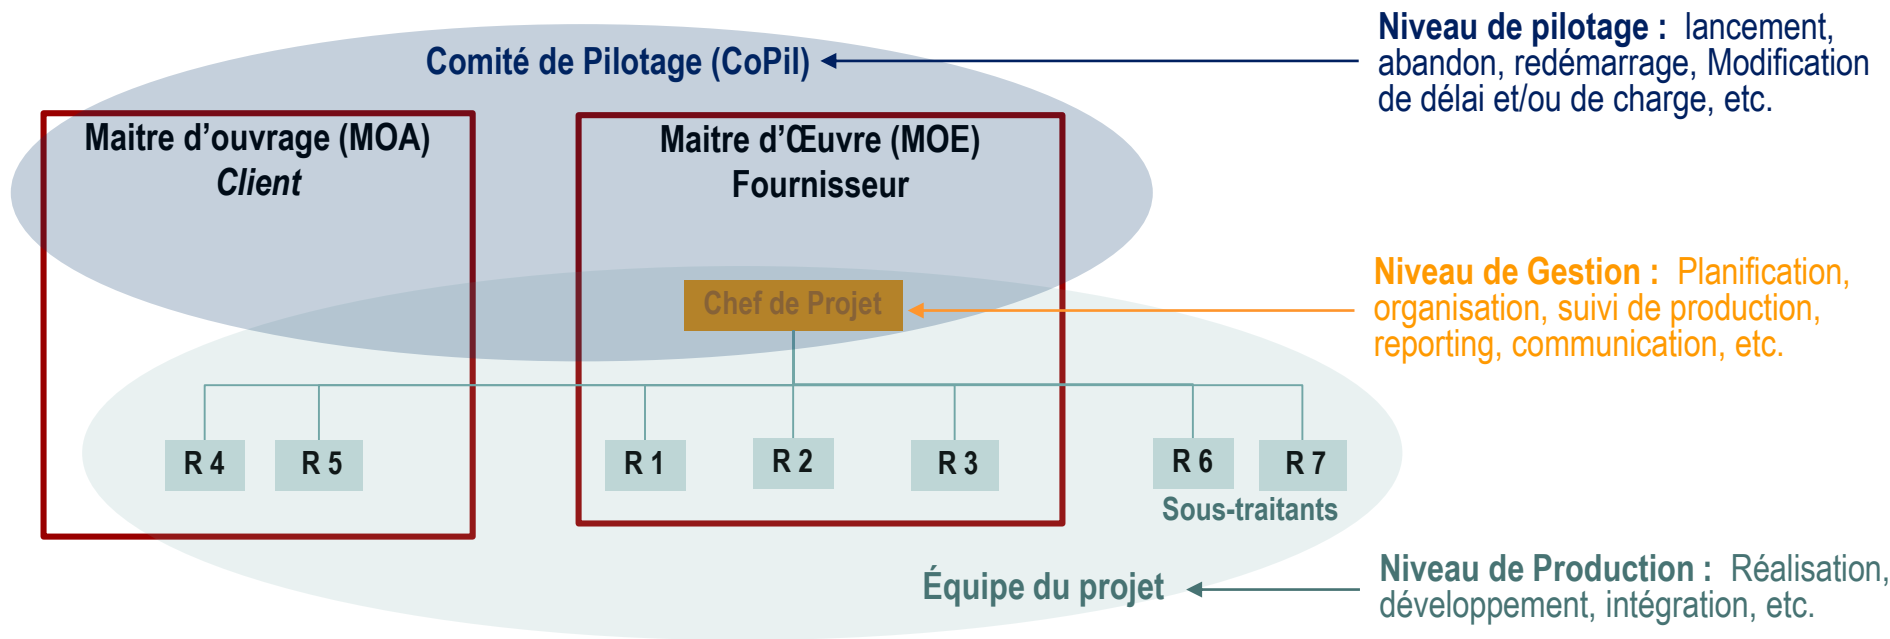 Comité de Pilotage (CoPil)
Niveau de pilotage : lancement,
abandon, redémarrage, Modification
de délai et/ou de charge, etc.
Maitre d’ouvrage (MOA)
Client
Maitre d’Œuvre (MOE)
Fournisseur
Chef de Projet
Niveau de Gestion : Planification,
organisation, suivi de production,
reporting, communication, etc.
R 4
R 5
R 1
R 2
R 3
R 6
R 7
Sous-traitants
Équipe du projet
Niveau de Production : Réalisation,
développement, intégration, etc.